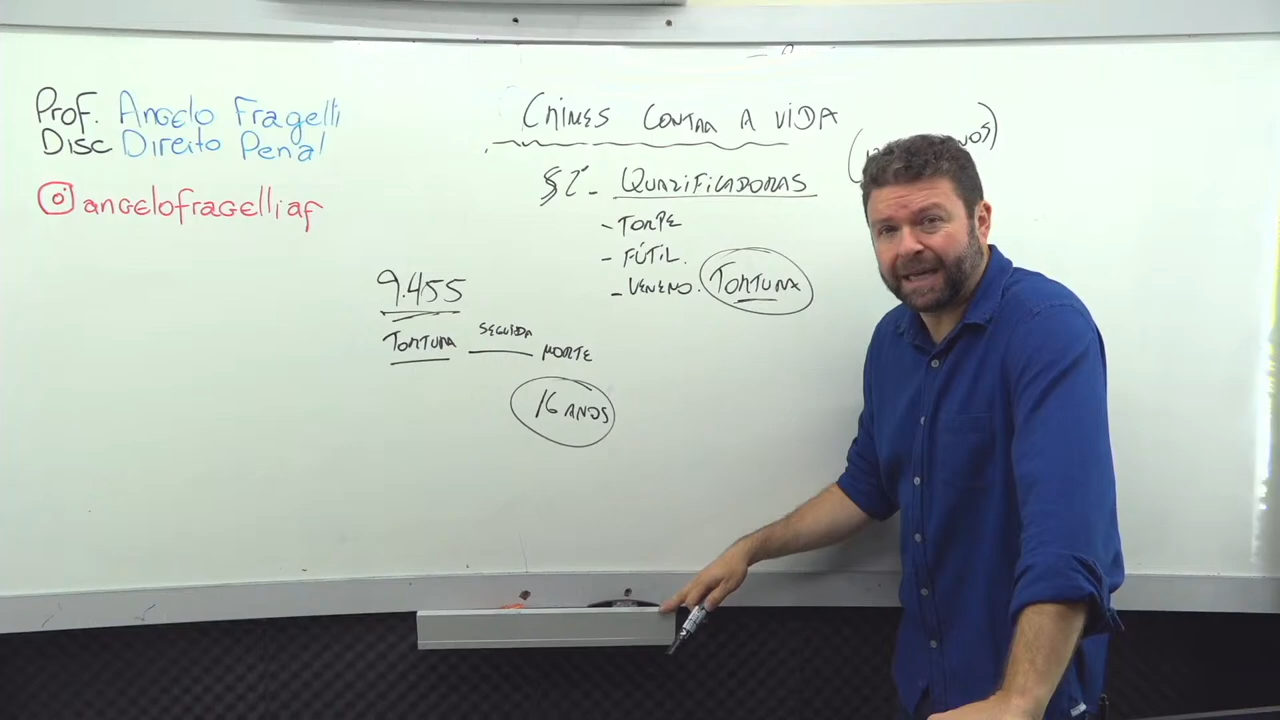 Prof. Angelo Fragelli
Disc Direito Penal
angelofragelliaf
CRIMES CONTRA A VIDA
§2º - QUALIFICADORAS
- TORPE
- FÚTIL.
- VENENO. TORTURA
9.455
TORTURA SEGUIDA MORTE
16 ANOS